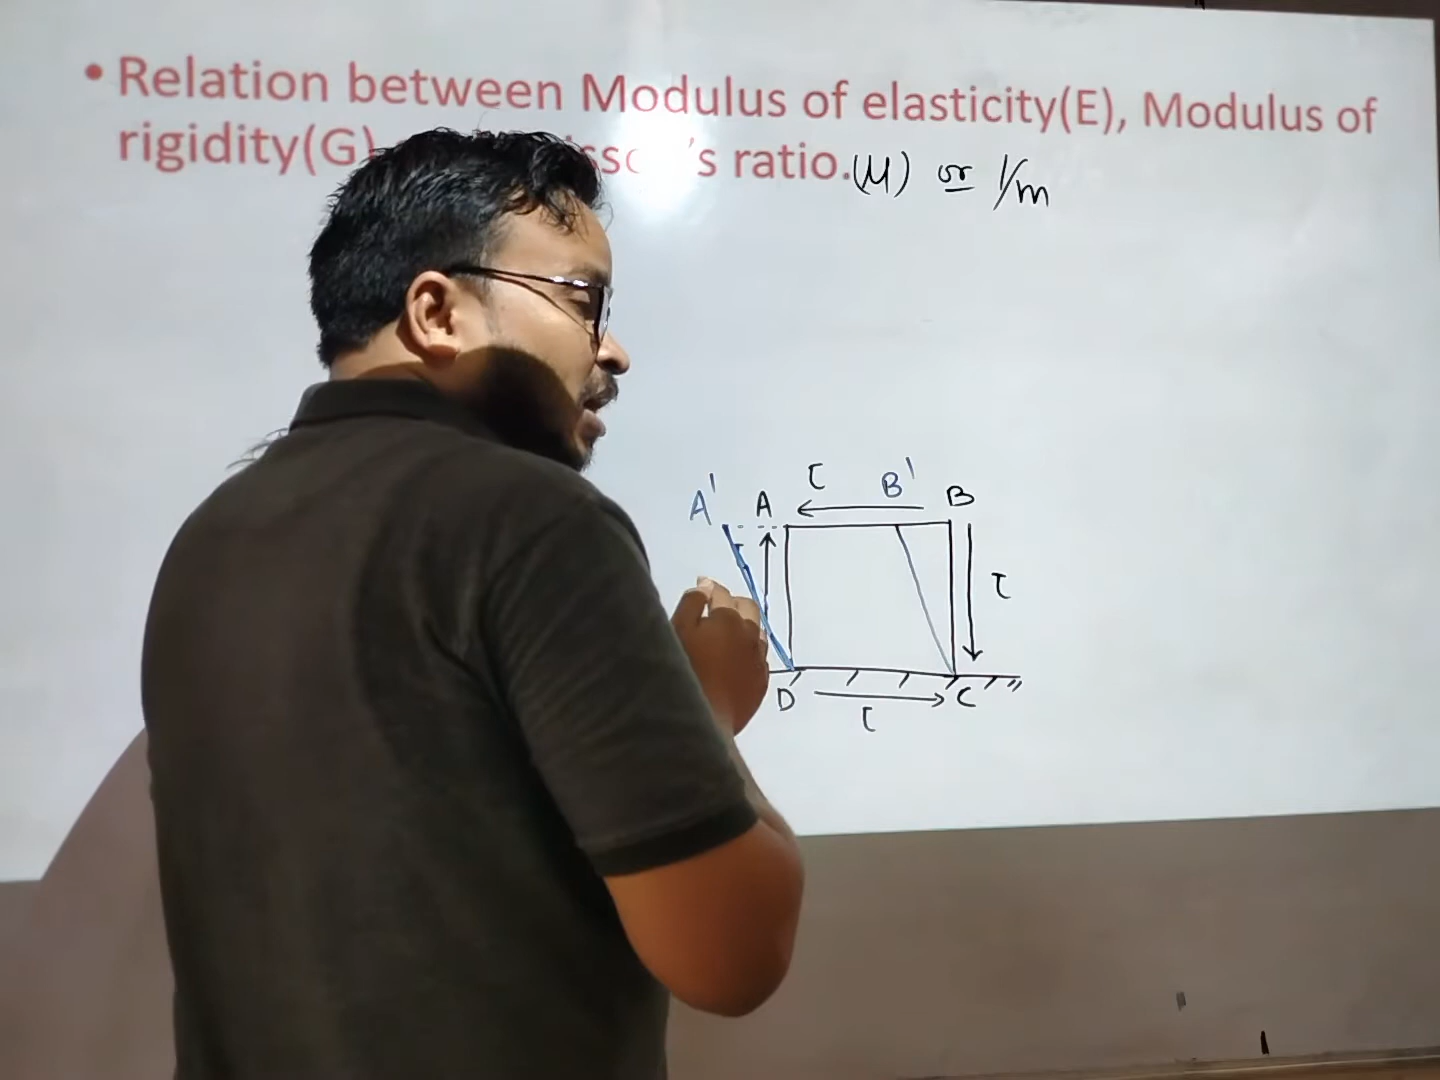 • Relation between Modulus of elasticity(E), Modulus of
rigidity(G) 's ratio. (μ) or 1/m
τ
A' A B' B
τ
D C
τ